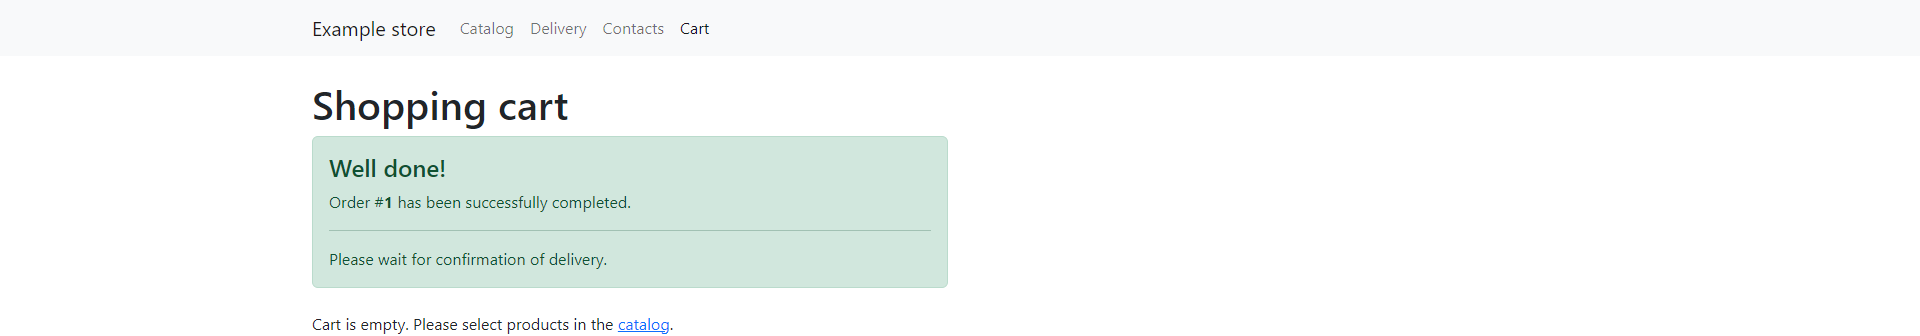 Example store Catalog Delivery Contacts Cart
Shopping cart
Well done!
Order #1 has been successfully completed.
Please wait for confirmation of delivery.
Cart is empty. Please select products in the catalog.